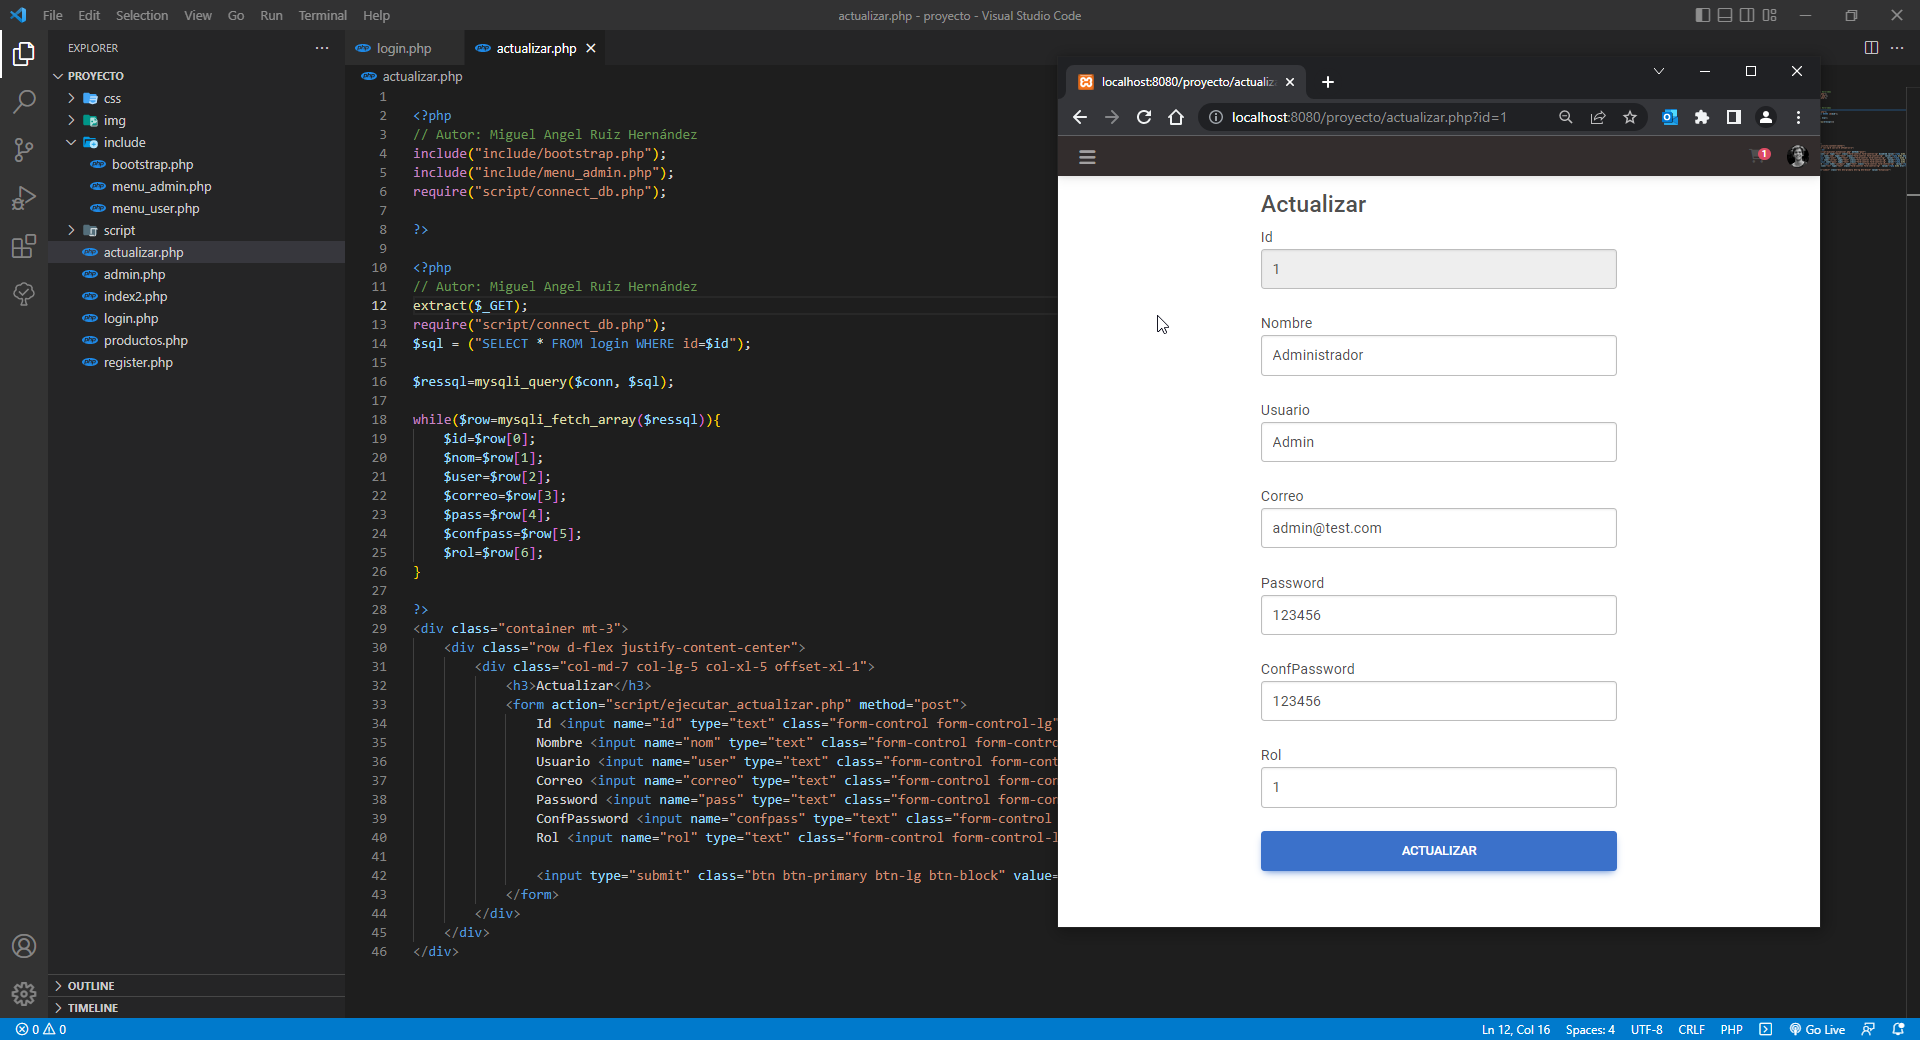 File Edit Selection View Go Run Terminal Help
actualizar.php - proyecto - Visual Studio Code
EXPLORER
PROYECTO
css
img
include
bootstrap.php
menu_admin.php
menu_user.php
script
actualizar.php
admin.php
index2.php
login.php
productos.php
register.php
OUTLINE
TIMELINE
login.php
actualizar.php
actualizar.php
1
2 <?php
3 // Autor: Miguel Angel Ruiz Hernández
4 include("include/bootstrap.php");
5 include("include/menu_admin.php");
6 require("script/connect_db.php");
7
8 ?>
9
10 <?php
11 // Autor: Miguel Angel Ruiz Hernández
12 extract($_GET);
13 require("script/connect_db.php");
14 $sql = ("SELECT * FROM login WHERE id=$id");
15
16 $ressql=mysqli_query($conn, $sql);
17
18 while($row=mysqli_fetch_array($ressql)){
19 $id=$row[0];
20 $nom=$row[1];
21 $user=$row[2];
22 $correo=$row[3];
23 $pass=$row[4];
24 $confpass=$row[5];
25 $rol=$row[6];
26 }
27
28 ?>
29 <div class="container mt-3">
30 <div class="row d-flex justify-content-center">
31 <div class="col-md-7 col-lg-5 col-xl-5 offset-xl-1">
32 <h3>Actualizar</h3>
33 <form action="script/ejecutar_actualizar.php" method="post">
34 Id <input name="id" type="text" class="form-control form-control-lg"
35 Nombre <input name="nom" type="text" class="form-control form-contro
36 Usuario <input name="user" type="text" class="form-control form-cont
37 Correo <input name="correo" type="text" class="form-control form-con
38 Password <input name="pass" type="text" class="form-control form-con
39 ConfPassword <input name="confpass" type="text" class="form-control
40 Rol <input name="rol" type="text" class="form-control form-control-l
41
42 <input type="submit" class="btn btn-primary btn-lg btn-block" value=
43 </form>
44 </div>
45 </div>
46 </div>
localhost:8080/proyecto/actualiz
localhost:8080/proyecto/actualizar.php?id=1
1
Actualizar
Id
1
Nombre
Administrador
Usuario
Admin
Correo
admin@test.com
Password
123456
ConfPassword
123456
Rol
1
ACTUALIZAR
0 0
Ln 12, Col 16 Spaces: 4 UTF-8 CRLF PHP Go Live